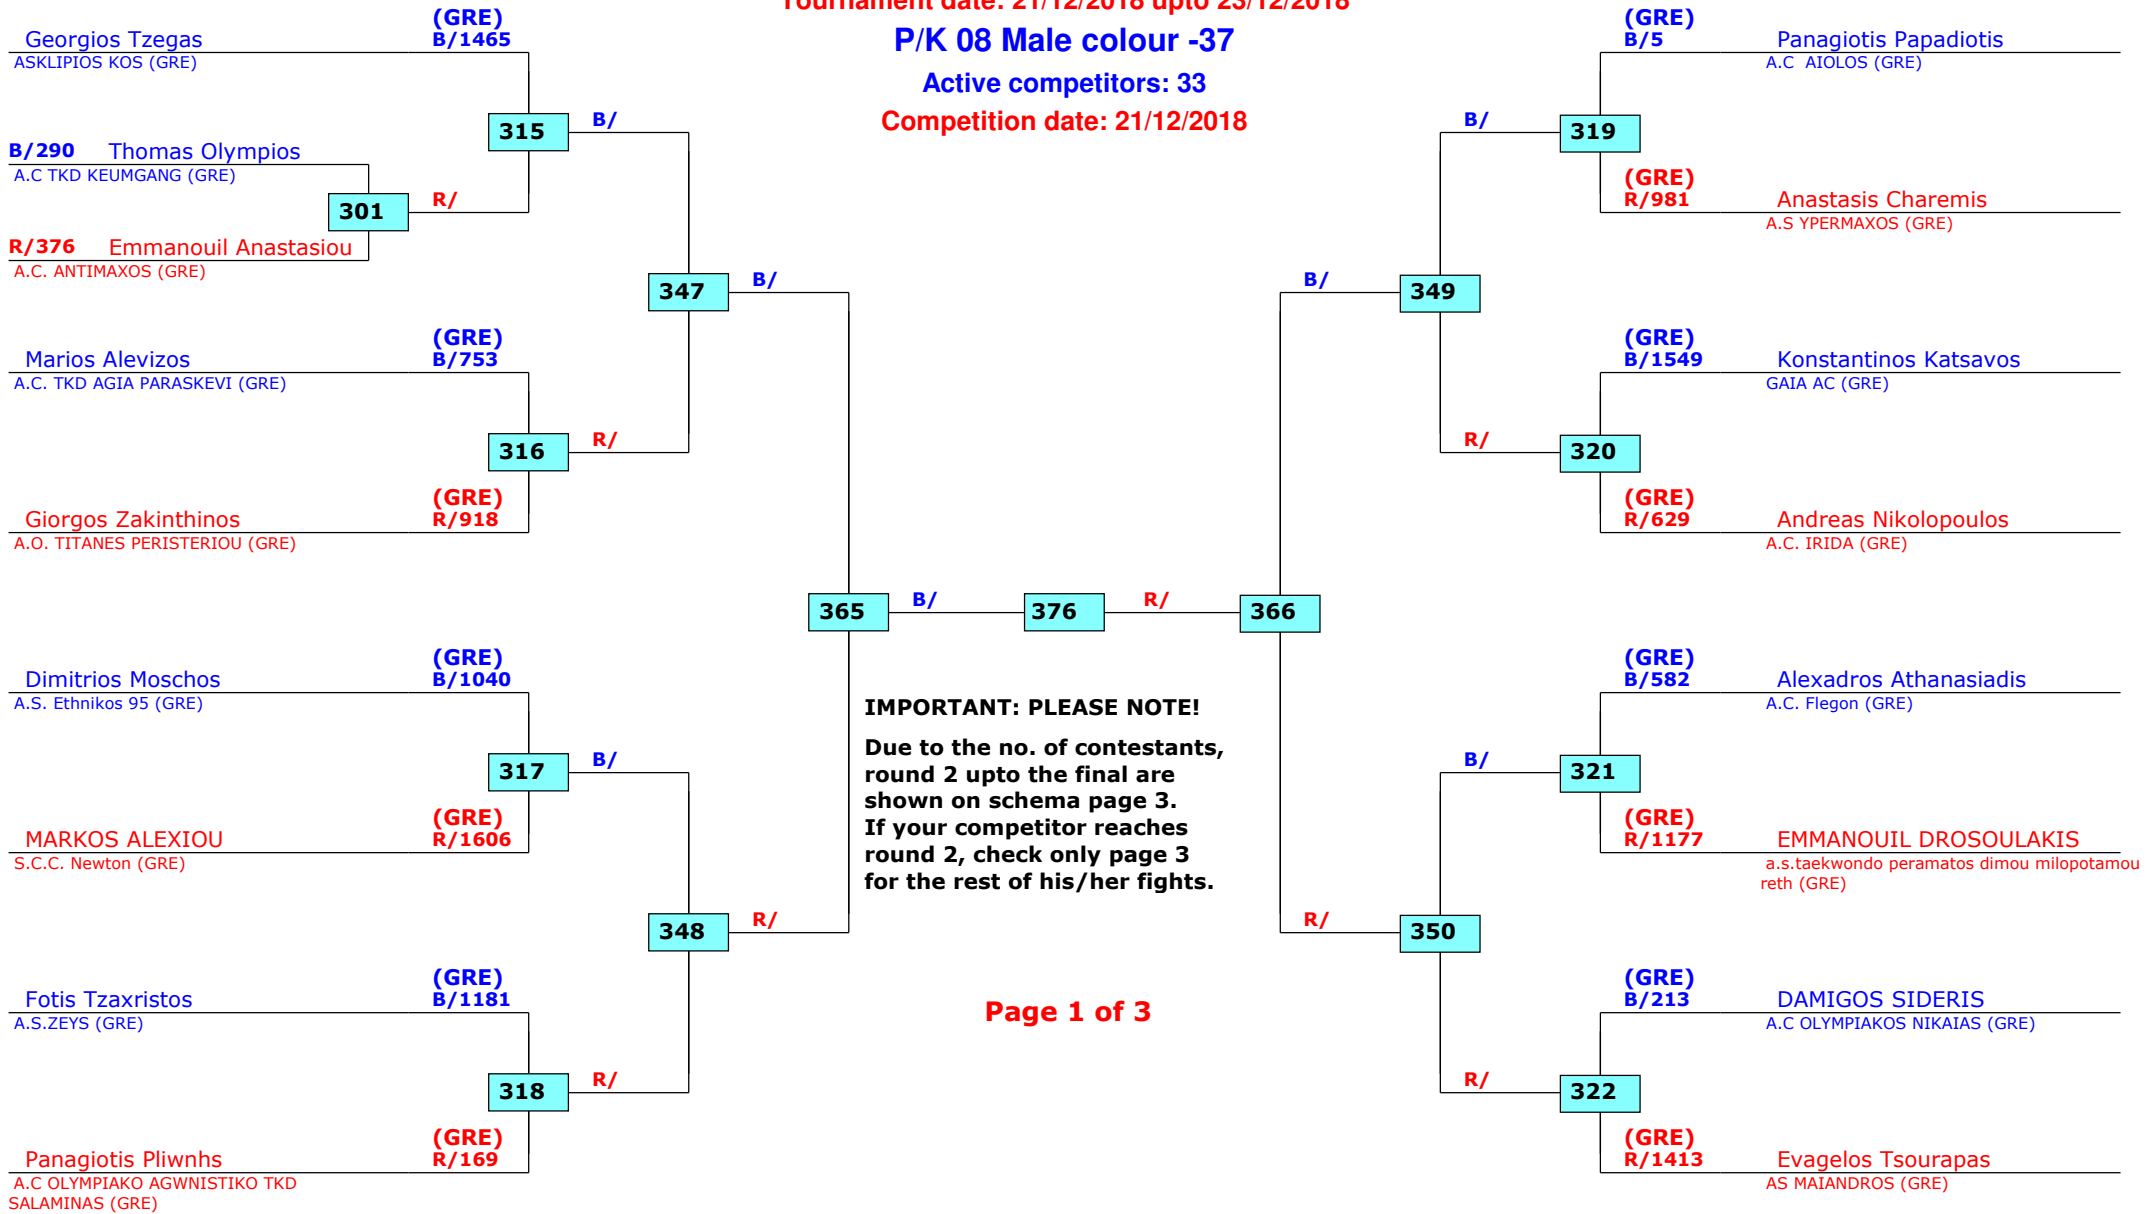 Tournament date: 21/12/2018 upto 23/12/2018
P/K 08 Male colour -37
Active competitors: 33
Competition date: 21/12/2018
(GRE)
Georgios Tzegas B/1465
ASKLIPIOS KOS (GRE)
315 B/
B/290 Thomas Olympios
A.C TKD KEUMGANG (GRE)
301 R/
R/376 Emmanouil Anastasiou
A.C. ANTIMAXOS (GRE)
347 B/
(GRE)
Marios Alevizos B/753
A.C. TKD AGIA PARASKEVI (GRE)
316 R/
(GRE)
Giorgos Zakinthinos R/918
A.O. TITANES PERISTERIOU (GRE)
365 B/ 376 R/ 366
(GRE)
Dimitrios Moschos B/1040
A.S. Ethnikos 95 (GRE)
317 B/
(GRE)
MARKOS ALEXIOU R/1606
S.C.C. Newton (GRE)
348 R/
(GRE)
Fotis Tzaxristos B/1181
A.S.ZEYS (GRE)
318 R/
(GRE)
Panagiotis Pliwnhs R/169
A.C OLYMPIAKO AGWNISTIKO TKD
SALAMINAS (GRE)
IMPORTANT: PLEASE NOTE!
Due to the no. of contestants,
round 2 upto the final are
shown on schema page 3.
If your competitor reaches
round 2, check only page 3
for the rest of his/her fights.
Page 1 of 3
(GRE)
B/5 Panagiotis Papadiotis
A.C AIOLOS (GRE)
B/ 319
(GRE)
R/981 Anastasis Charemis
A.S YPERMAXOS (GRE)
B/ 349
(GRE)
B/1549 Konstantinos Katsavos
GAIA AC (GRE)
R/ 320
(GRE)
R/629 Andreas Nikolopoulos
A.C. IRIDA (GRE)
(GRE)
B/582 Alexadros Athanasiadis
A.C. Flegon (GRE)
B/ 321
(GRE)
R/1177 EMMANOUIL DROSOULAKIS
a.s.taekwondo peramatos dimou milopotamou
reth (GRE)
R/ 350
(GRE)
B/213 DAMIGOS SIDERIS
A.C OLYMPIAKOS NIKAIAS (GRE)
R/ 322
(GRE)
R/1413 Evagelos Tsourapas
AS MAIANDROS (GRE)